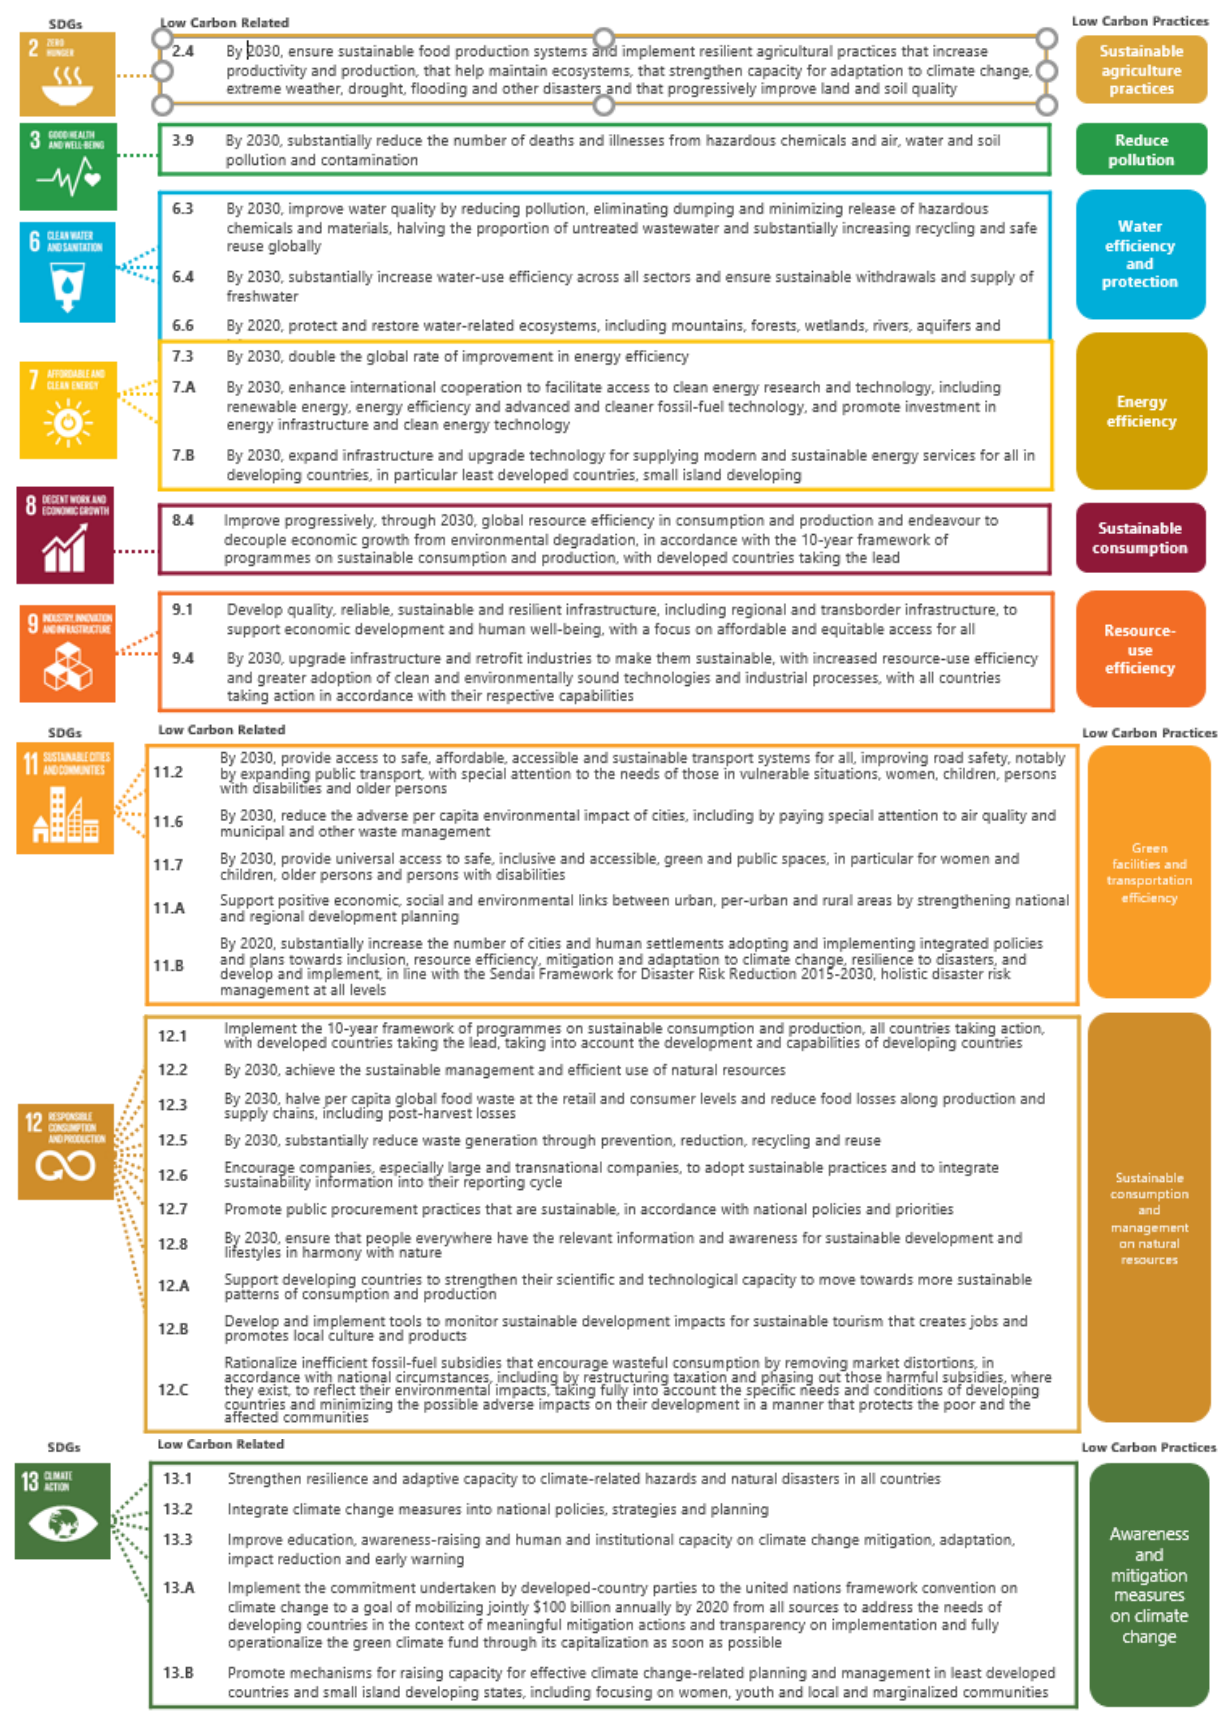 SDGs
Low Carbon Related
Low Carbon Practices
2 ZERO
HUNGER
2.4 By 2030, ensure sustainable food production systems and implement resilient agricultural practices that increase
productivity and production, that help maintain ecosystems, that strengthen capacity for adaptation to climate change,
extreme weather, drought, flooding and other disasters and that progressively improve land and soil quality
Sustainable
agriculture
practices
3 GOOD HEALTH
AND WELL-BEING
3.9 By 2030, substantially reduce the number of deaths and illnesses from hazardous chemicals and air, water and soil
pollution and contamination
Reduce
pollution
6 CLEAN WATER
AND SANITATION
6.3 By 2030, improve water quality by reducing pollution, eliminating dumping and minimizing release of hazardous
chemicals and materials, halving the proportion of untreated wastewater and substantially increasing recycling and safe
reuse globally
6.4 By 2030, substantially increase water-use efficiency across all sectors and ensure sustainable withdrawals and supply of
freshwater
6.6 By 2020, protect and restore water-related ecosystems, including mountains, forests, wetlands, rivers, aquifers and
Water
efficiency
and
protection
7 AFFORDABLE AND
CLEAN ENERGY
7.3 By 2030, double the global rate of improvement in energy efficiency
7.A By 2030, enhance international cooperation to facilitate access to clean energy research and technology, including
renewable energy, energy efficiency and advanced and cleaner fossil-fuel technology, and promote investment in
energy infrastructure and clean energy technology
7.B By 2030, expand infrastructure and upgrade technology for supplying modern and sustainable energy services for all in
developing countries, in particular least developed countries, small island developing
Energy
efficiency
8 DECENT WORK AND
ECONOMIC GROWTH
8.4 Improve progressively, through 2030, global resource efficiency in consumption and production and endeavour to
decouple economic growth from environmental degradation, in accordance with the 10-year framework of
programmes on sustainable consumption and production, with developed countries taking the lead
Sustainable
consumption
9 INDUSTRY, INNOVATION
AND INFRASTRUCTURE
9.1 Develop quality, reliable, sustainable and resilient infrastructure, including regional and transborder infrastructure, to
support economic development and human well-being, with a focus on affordable and equitable access for all
9.4 By 2030, upgrade infrastructure and retrofit industries to make them sustainable, with increased resource-use efficiency
and greater adoption of clean and environmentally sound technologies and industrial processes, with all countries
taking action in accordance with their respective capabilities
Resource-
use
efficiency
SDGs
Low Carbon Related
Low Carbon Practices
11 SUSTAINABLE CITIES
AND COMMUNITIES
11.2 By 2030, provide access to safe, affordable, accessible and sustainable transport systems for all, improving road safety, notably
by expanding public transport, with special attention to the needs of those in vulnerable situations, women, children, persons
with disabilities and older persons
11.6 By 2030, reduce the adverse per capita environmental impact of cities, including by paying special attention to air quality and
municipal and other waste management
11.7 By 2030, provide universal access to safe, inclusive and accessible, green and public spaces, in particular for women and
children, older persons and persons with disabilities
11.A Support positive economic, social and environmental links between urban, per-urban and rural areas by strengthening national
and regional development planning
11.B By 2020, substantially increase the number of cities and human settlements adopting and implementing integrated policies
and plans towards inclusion, resource efficiency, mitigation and adaptation to climate change, resilience to disasters, and
develop and implement, in line with the Sendai Framework for Disaster Risk Reduction 2015-2030, holistic disaster risk
management at all levels
Green
facilities and
transportation
efficiency
12 RESPONSIBLE
CONSUMPTION
AND PRODUCTION
12.1 Implement the 10-year framework of programmes on sustainable consumption and production, all countries taking action,
with developed countries taking the lead, taking into account the development and capabilities of developing countries
12.2 By 2030, achieve the sustainable management and efficient use of natural resources
12.3 By 2030, halve per capita global food waste at the retail and consumer levels and reduce food losses along production and
supply chains, including post-harvest losses
12.5 By 2030, substantially reduce waste generation through prevention, reduction, recycling and reuse
12.6 Encourage companies, especially large and transnational companies, to adopt sustainable practices and to integrate
sustainability information into their reporting cycle
12.7 Promote public procurement practices that are sustainable, in accordance with national policies and priorities
12.8 By 2030, ensure that people everywhere have the relevant information and awareness for sustainable development and
lifestyles in harmony with nature
12.A Support developing countries to strengthen their scientific and technological capacity to move towards more sustainable
patterns of consumption and production
12.B Develop and implement tools to monitor sustainable development impacts for sustainable tourism that creates jobs and
promotes local culture and products
12.C Rationalize inefficient fossil-fuel subsidies that encourage wasteful consumption by removing market distortions, in
accordance with national circumstances, including by restructuring taxation and phasing out those harmful subsidies, where
they exist, to reflect their environmental impacts, taking fully into account the specific needs and conditions of developing
countries and minimizing the possible adverse impacts on their development in a manner that protects the poor and the
affected communities
Sustainable
consumption
and
management
on natural
resources
SDGs
Low Carbon Related
Low Carbon Practices
13 CLIMATE
ACTION
13.1 Strengthen resilience and adaptive capacity to climate-related hazards and natural disasters in all countries
13.2 Integrate climate change measures into national policies, strategies and planning
13.3 Improve education, awareness-raising and human and institutional capacity on climate change mitigation, adaptation,
impact reduction and early warning
13.A Implement the commitment undertaken by developed-country parties to the united nations framework convention on
climate change to a goal of mobilizing jointly $100 billion annually by 2020 from all sources to address the needs of
developing countries in the context of meaningful mitigation actions and transparency on implementation and fully
operationalize the green climate fund through its capitalization as soon as possible
13.B Promote mechanisms for raising capacity for effective climate change-related planning and management in least developed
countries and small island developing states, including focusing on women, youth and local and marginalized communities
Awareness
and
mitigation
measures
on climate
change